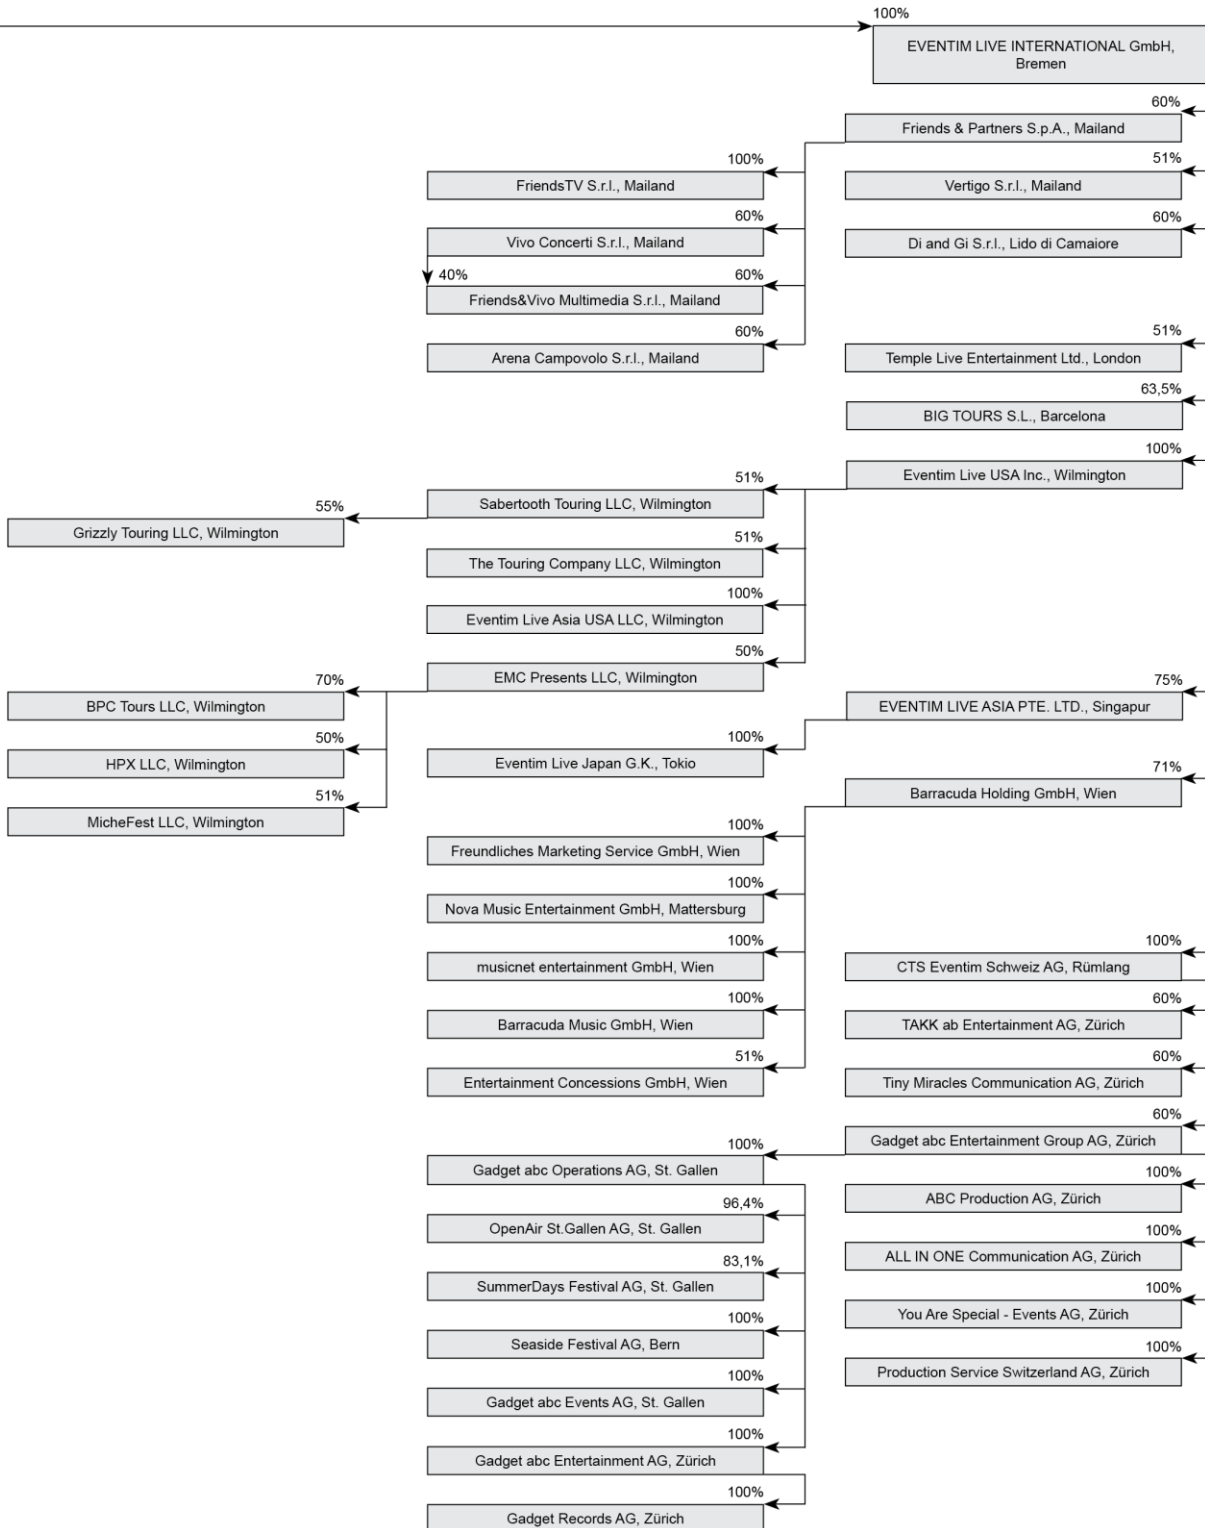 100%
EVENTIM LIVE INTERNATIONAL GmbH,
Bremen
60%
Friends & Partners S.p.A., Mailand
100%
51%
FriendsTV S.r.l., Mailand
Vertigo S.r.l., Mailand
60%
60%
Vivo Concerti S.r.l., Mailand
Di and Gi S.r.l., Lido di Camaiore
40%
60%
Friends&Vivo Multimedia S.r.l., Mailand
60%
51%
Arena Campovolo S.r.l., Mailand
Temple Live Entertainment Ltd., London
63,5%
BIG TOURS S.L., Barcelona
100%
Eventim Live USA Inc., Wilmington
51%
Sabertooth Touring LLC, Wilmington
55%
Grizzly Touring LLC, Wilmington
51%
The Touring Company LLC, Wilmington
100%
Eventim Live Asia USA LLC, Wilmington
50%
EMC Presents LLC, Wilmington
70%
75%
BPC Tours LLC, Wilmington
EVENTIM LIVE ASIA PTE. LTD., Singapur
50%
100%
HPX LLC, Wilmington
Eventim Live Japan G.K., Tokio
71%
Barracuda Holding GmbH, Wien
51%
MicheFest LLC, Wilmington
100%
Freundliches Marketing Service GmbH, Wien
100%
Nova Music Entertainment GmbH, Mattersburg
100%
100%
musicnet entertainment GmbH, Wien
CTS Eventim Schweiz AG, Rümlang
100%
60%
Barracuda Music GmbH, Wien
TAKK ab Entertainment AG, Zürich
51%
60%
Entertainment Concessions GmbH, Wien
Tiny Miracles Communication AG, Zürich
60%
Gadget abc Entertainment Group AG, Zürich
100%
Gadget abc Operations AG, St. Gallen
100%
ABC Production AG, Zürich
96,4%
OpenAir St.Gallen AG, St. Gallen
100%
ALL IN ONE Communication AG, Zürich
83,1%
SummerDays Festival AG, St. Gallen
100%
You Are Special - Events AG, Zürich
100%
Seaside Festival AG, Bern
100%
Production Service Switzerland AG, Zürich
100%
Gadget abc Events AG, St. Gallen
100%
Gadget abc Entertainment AG, Zürich
100%
Gadget Records AG, Zürich